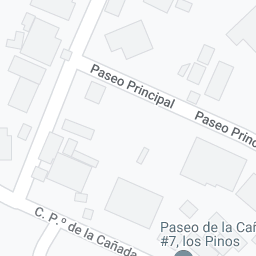 Paseo Principal
Paseo Princ
Paseo de la Cañ
#7, los Pinos
C. P.º de la Cañada